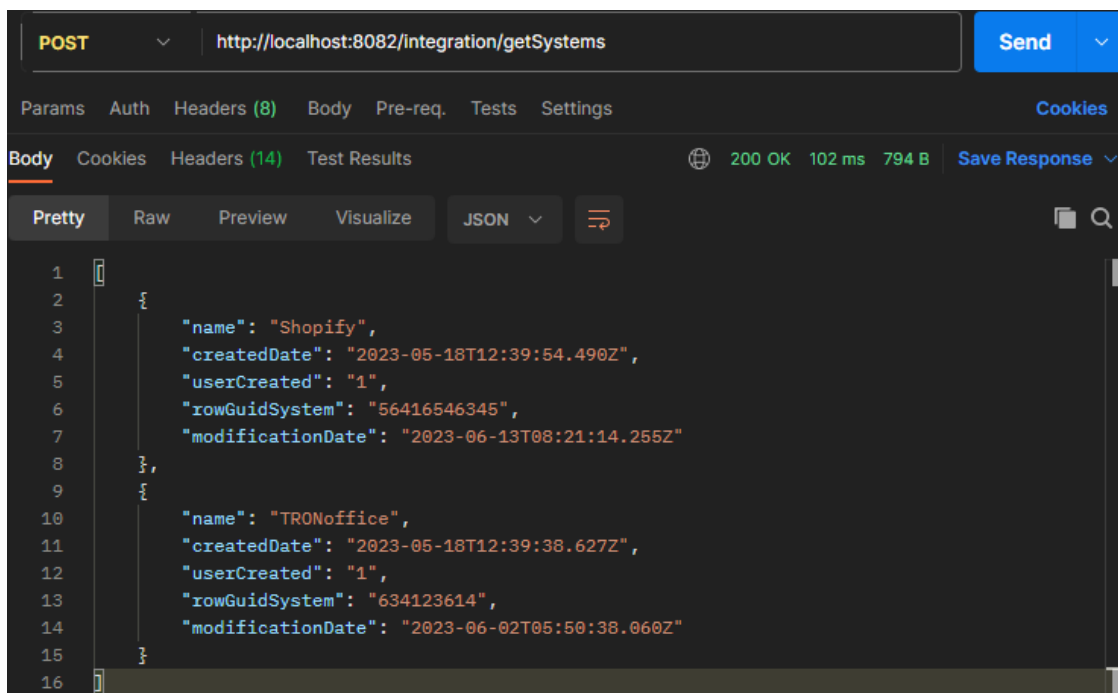 POST http://localhost:8082/integration/getSystems Send
Params Auth Headers (8) Body Pre-req. Tests Settings Cookies
Body Cookies Headers (14) Test Results 200 OK 102 ms 794 B Save Response
Pretty Raw Preview Visualize JSON
1 [
2 {
3 "name": "Shopify",
4 "createdDate": "2023-05-18T12:39:54.490Z",
5 "userCreated": "1",
6 "rowGuidSystem": "56416546345",
7 "modificationDate": "2023-06-13T08:21:14.255Z"
8 },
9 {
10 "name": "TRONoffice",
11 "createdDate": "2023-05-18T12:39:38.627Z",
12 "userCreated": "1",
13 "rowGuidSystem": "634123614",
14 "modificationDate": "2023-06-02T05:50:38.060Z"
15 }
16 ]